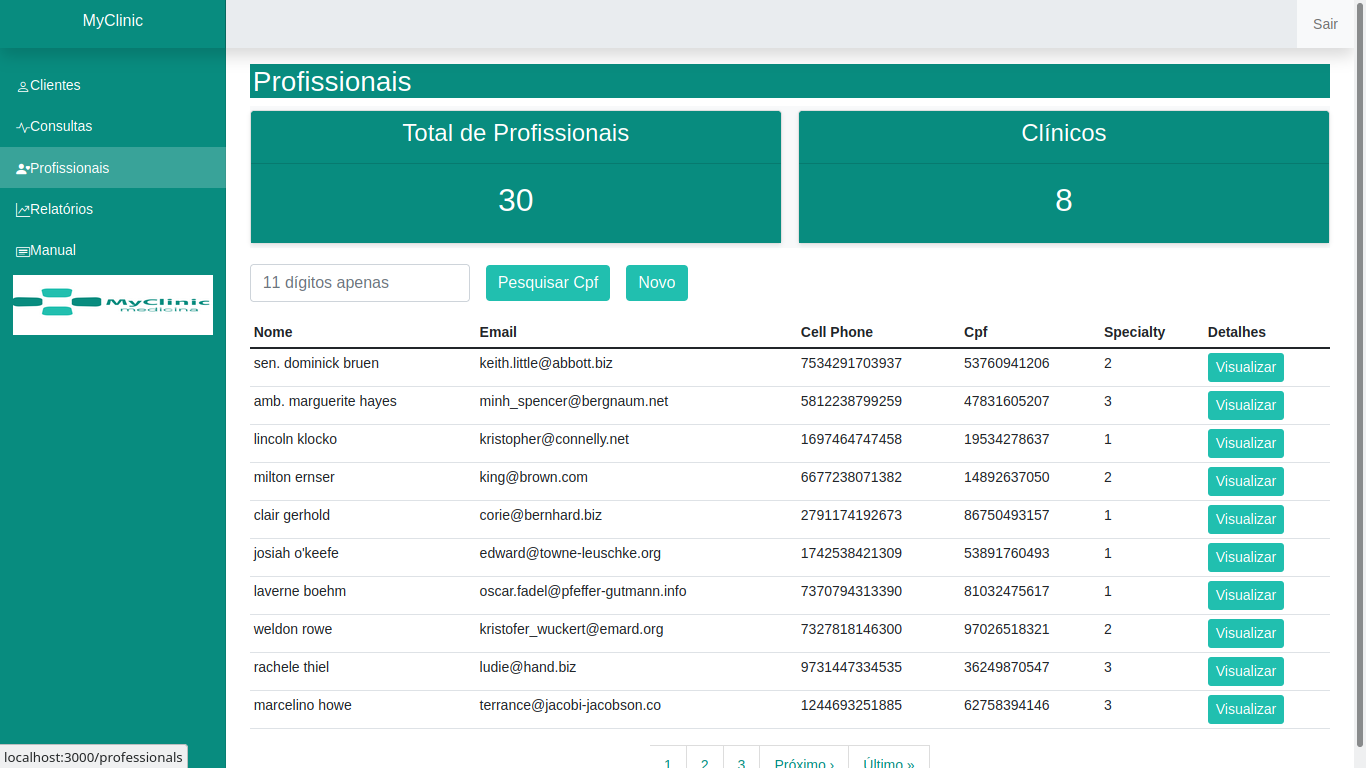 MyClinic
Sair
Clientes
Consultas
Profissionais
Relatórios
Manual
MyClinic
medicina
Profissionais
Total de Profissionais
30
Clínicos
8
11 dígitos apenas Pesquisar Cpf Novo
Nome Email Cell Phone Cpf Specialty Detalhes
sen. dominick bruen keith.little@abbott.biz 7534291703937 53760941206 2 Visualizar
amb. marguerite hayes minh_spencer@bergnaum.net 5812238799259 47831605207 3 Visualizar
lincoln klocko kristopher@connelly.net 1697464747458 19534278637 1 Visualizar
milton ernser king@brown.com 6677238071382 14892637050 2 Visualizar
clair gerhold corie@bernhard.biz 2791174192673 86750493157 1 Visualizar
josiah o'keefe edward@towne-leuschke.org 1742538421309 53891760493 1 Visualizar
laverne boehm oscar.fadel@pfeffer-gutmann.info 7370794313390 81032475617 1 Visualizar
weldon rowe kristofer_wuckert@emard.org 7327818146300 97026518321 2 Visualizar
rachele thiel ludie@hand.biz 9731447334535 36249870547 3 Visualizar
marcelino howe terrance@jacobi-jacobson.co 1244693251885 62758394146 3 Visualizar
1 2 3 Próximo › Último »
localhost:3000/professionals